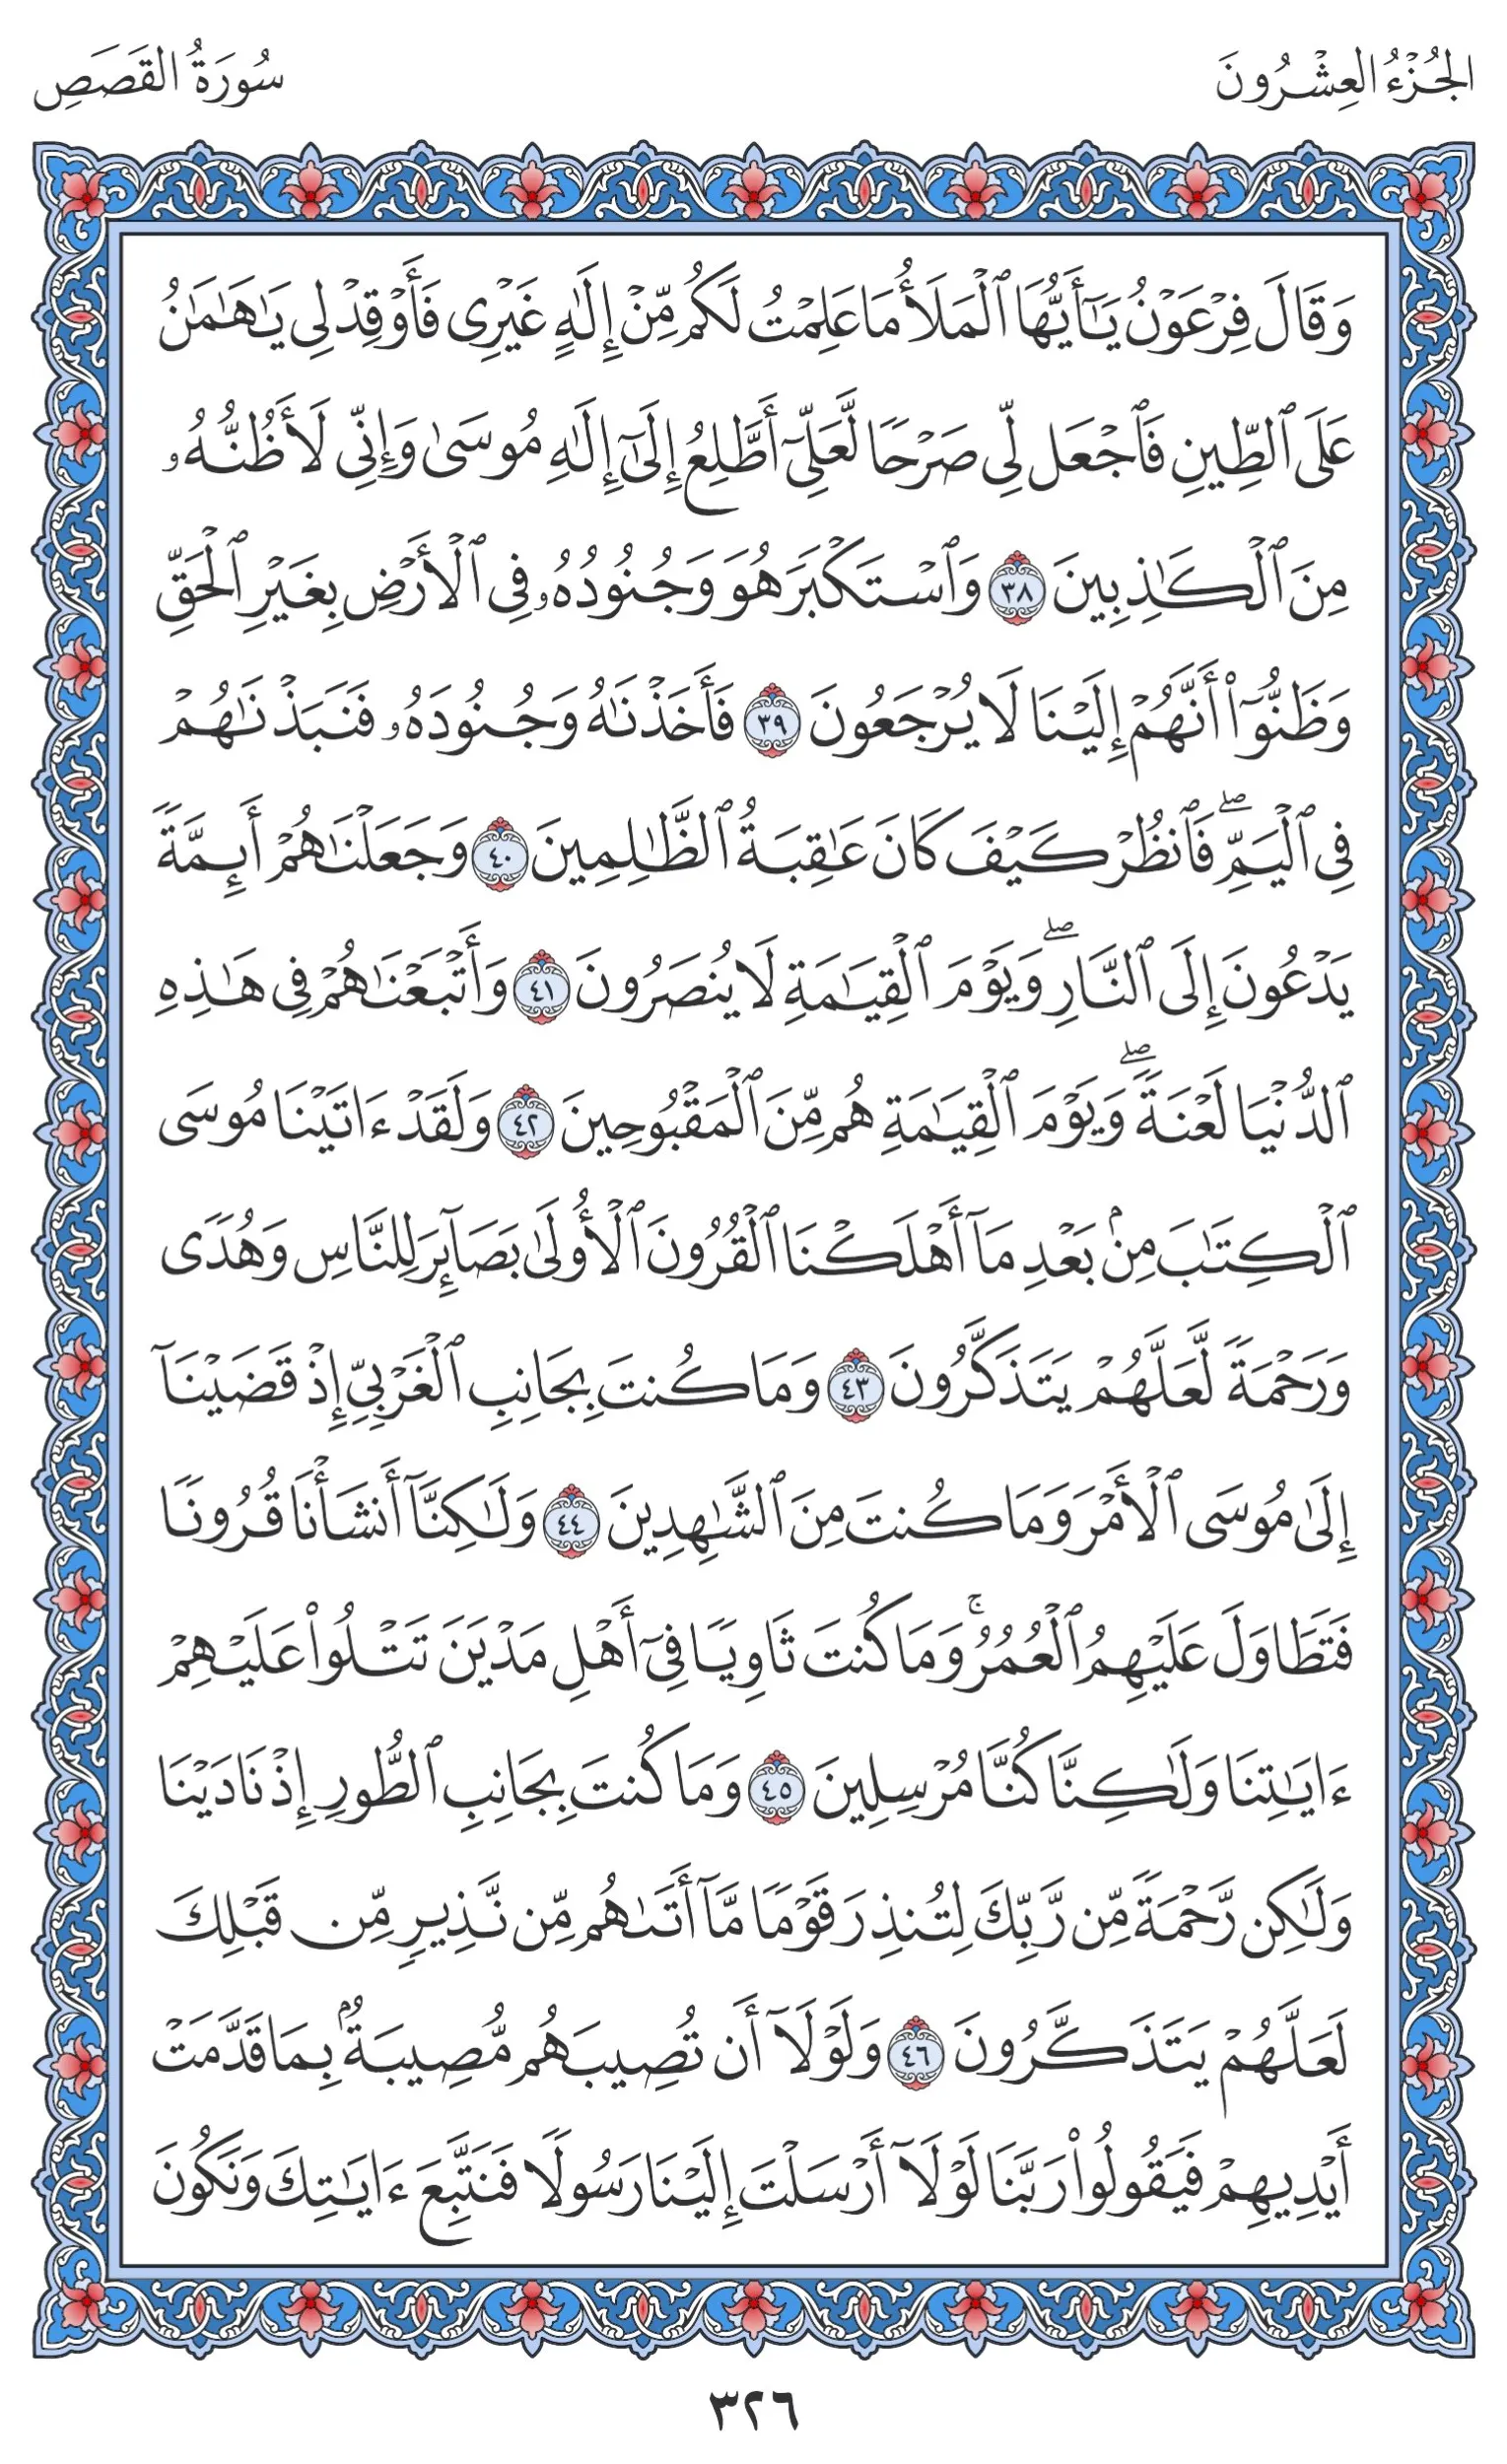 الجُزْءُ العِشْرُونَ
سُورَةُ القَصَصِ
وَقَالَ فِرْعَوْنُ يَـٰٓأَيُّهَا ٱلْمَلَأُ مَا عَلِمْتُ لَكُم مِّنْ إِلَـٰهٍ غَيْرِى فَأَوْقِدْ لِى يَـٰهَـٰمَـٰنُ
عَلَى ٱلطِّينِ فَٱجْعَل لِّى صَرْحًا لَّعَلِّىٓ أَطَّلِعُ إِلَىٰٓ إِلَـٰهِ مُوسَىٰ وَإِنِّى لَأَظُنُّهُۥ
مِنَ ٱلْكَـٰذِبِينَ ٣٨ وَٱسْتَكْبَرَ هُوَ وَجُنُودُهُۥ فِى ٱلْأَرْضِ بِغَيْرِ ٱلْحَقِّ
وَظَنُّوٓا۟ أَنَّهُمْ إِلَيْنَا لَا يُرْجَعُونَ ٣٩ فَأَخَذْنَـٰهُ وَجُنُودَهُۥ فَنَبَذْنَـٰهُمْ
فِى ٱلْيَمِّ ۖ فَٱنظُرْ كَيْفَ كَانَ عَـٰقِبَةُ ٱلظَّـٰلِمِينَ ٤٠ وَجَعَلْنَـٰهُمْ أَئِمَّةً
يَدْعُونَ إِلَى ٱلنَّارِ ۖ وَيَوْمَ ٱلْقِيَـٰمَةِ لَا يُنصَرُونَ ٤١ وَأَتْبَعْنَـٰهُمْ فِى هَـٰذِهِ
ٱلدُّنْيَا لَعْنَةً ۖ وَيَوْمَ ٱلْقِيَـٰمَةِ هُم مِّنَ ٱلْمَقْبُوحِينَ ٤٢ وَلَقَدْ ءَاتَيْنَا مُوسَى
ٱلْكِتَـٰبَ مِنۢ بَعْدِ مَآ أَهْلَكْنَا ٱلْقُرُونَ ٱلْأُولَىٰ بَصَآئِرَ لِلنَّاسِ وَهُدًى
وَرَحْمَةً لَّعَلَّهُمْ يَتَذَكَّرُونَ ٤٣ وَمَا كُنتَ بِجَانِبِ ٱلْغَرْبِىِّ إِذْ قَضَيْنَآ
إِلَىٰ مُوسَى ٱلْأَمْرَ وَمَا كُنتَ مِنَ ٱلشَّـٰهِدِينَ ٤٤ وَلَـٰكِنَّآ أَنشَأْنَا قُرُونًا
فَتَطَاوَلَ عَلَيْهِمُ ٱلْعُمُرُ ۚ وَمَا كُنتَ ثَاوِيًا فِىٓ أَهْلِ مَدْيَنَ تَتْلُوا۟ عَلَيْهِمْ
ءَايَـٰتِنَا وَلَـٰكِنَّا كُنَّا مُرْسِلِينَ ٤٥ وَمَا كُنتَ بِجَانِبِ ٱلطُّورِ إِذْ نَادَيْنَا
وَلَـٰكِن رَّحْمَةً مِّن رَّبِّكَ لِتُنذِرَ قَوْمًا مَّآ أَتَىٰهُم مِّن نَّذِيرٍ مِّن قَبْلِكَ
لَعَلَّهُمْ يَتَذَكَّرُونَ ٤٦ وَلَوْلَآ أَن تُصِيبَهُم مُّصِيبَةٌۢ بِمَا قَدَّمَتْ
أَيْدِيهِمْ فَيَقُولُوا۟ رَبَّنَا لَوْلَآ أَرْسَلْتَ إِلَيْنَا رَسُولًا فَنَتَّبِعَ ءَايَـٰتِكَ وَنَكُونَ
٣٢٦